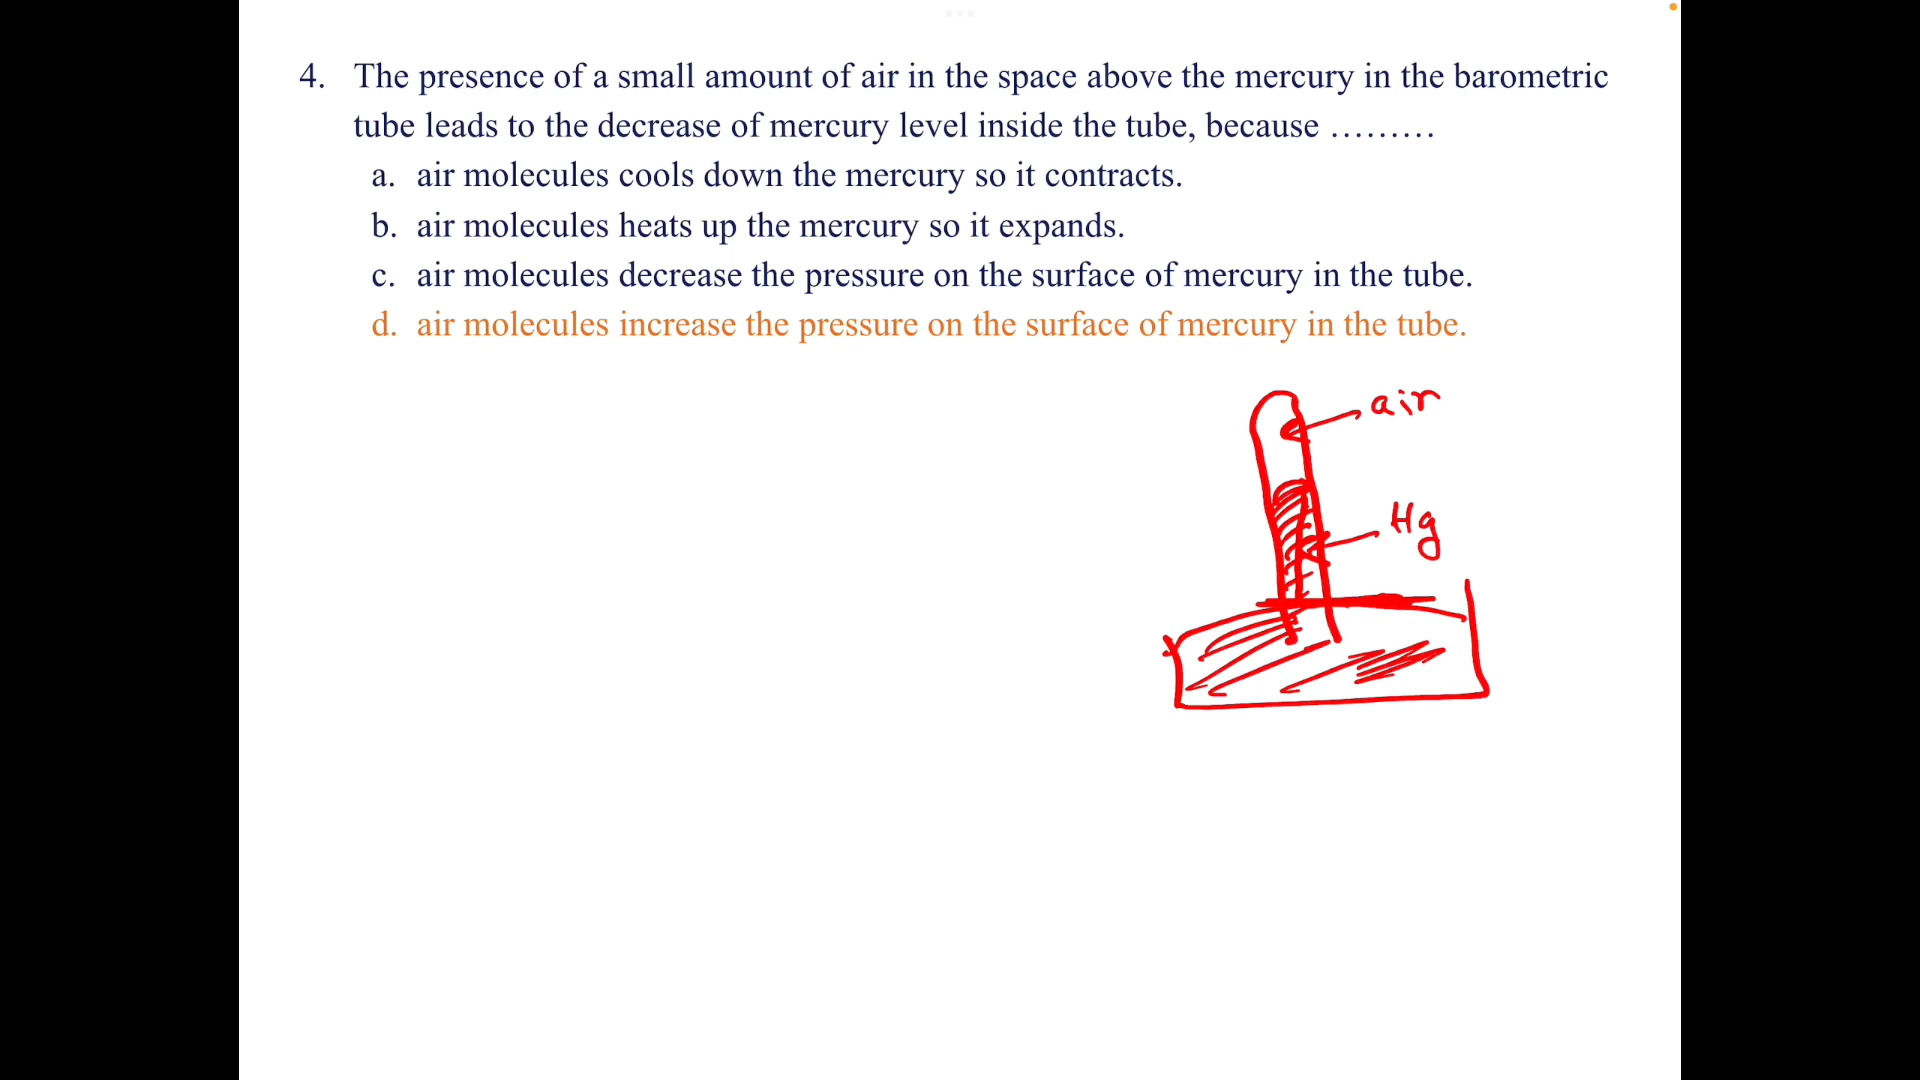 4. The presence of a small amount of air in the space above the mercury in the barometric
tube leads to the decrease of mercury level inside the tube, because .........
a. air molecules cools down the mercury so it contracts.
b. air molecules heats up the mercury so it expands.
c. air molecules decrease the pressure on the surface of mercury in the tube.
d. air molecules increase the pressure on the surface of mercury in the tube.
air
Hg